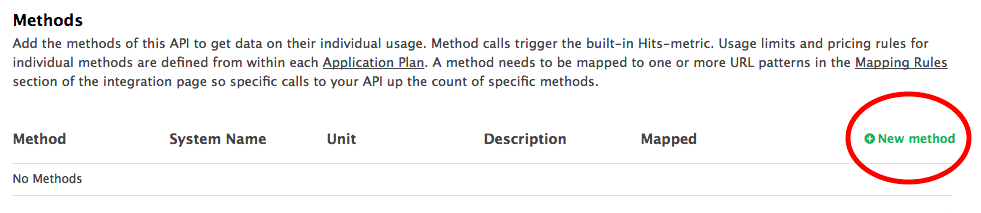 Methods
Add the methods of this API to get data on their individual usage. Method calls trigger the built-in Hits-metric. Usage limits and pricing rules for
individual methods are defined from within each Application Plan. A method needs to be mapped to one or more URL patterns in the Mapping Rules
section of the integration page so specific calls to your API up the count of specific methods.
Method System Name Unit Description Mapped New method
No Methods